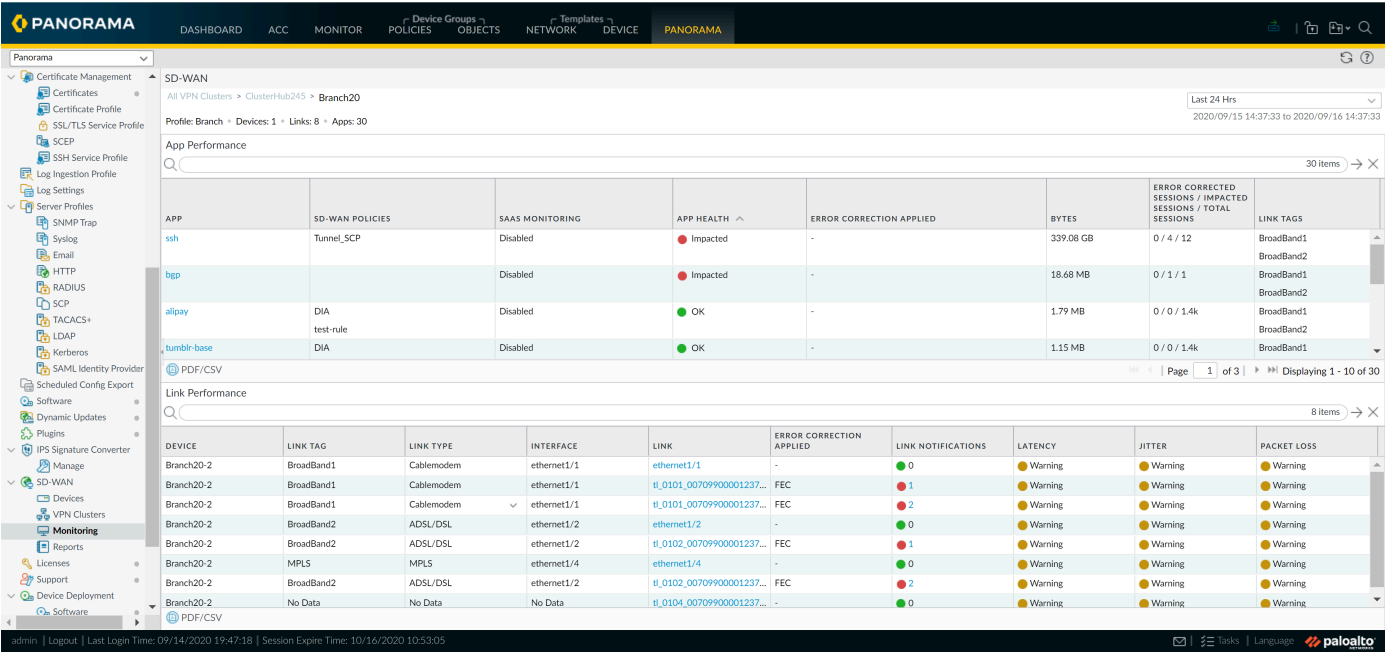 PANORAMA
DASHBOARD ACC MONITOR Device Groups POLICIES OBJECTS Templates NETWORK DEVICE PANORAMA
Panorama
Certificate Management
Certificates
Certificate Profile
SSL/TLS Service Profile
SCEP
SSH Service Profile
Log Ingestion Profile
Log Settings
Server Profiles
SNMP Trap
Syslog
Email
HTTP
RADIUS
SCP
TACACS+
LDAP
Kerberos
SAML Identity Provider
Scheduled Config Export
Software
Dynamic Updates
Plugins
IPS Signature Converter
Manage
SD-WAN
Devices
VPN Clusters
Monitoring
Reports
Licenses
Support
Device Deployment
Software
SD-WAN
All VPN Clusters > ClusterHub245 > Branch20
Last 24 Hrs
Profile: Branch Devices: 1 Links: 8 Apps: 30
2020/09/15 14:37:33 to 2020/09/16 14:37:33
App Performance
30 items
APP SD-WAN POLICIES SAAS MONITORING APP HEALTH ERROR CORRECTION APPLIED BYTES ERROR CORRECTED SESSIONS / IMPACTED SESSIONS / TOTAL SESSIONS LINK TAGS
ssh Tunnel_SCP Disabled Impacted - 339.08 GB 0 / 4 / 12 BroadBand1
BroadBand2
bgp Disabled Impacted - 18.68 MB 0 / 1 / 1 BroadBand1
BroadBand2
alipay DIA Disabled OK - 1.79 MB 0 / 0 / 1.4k BroadBand1
test-rule BroadBand2
tumblr-base DIA Disabled OK - 1.15 MB 0 / 0 / 1.4k BroadBand1
PDF/CSV Page 1 of 3 Displaying 1 - 10 of 30
Link Performance
8 items
DEVICE LINK TAG LINK TYPE INTERFACE LINK ERROR CORRECTION APPLIED LINK NOTIFICATIONS LATENCY JITTER PACKET LOSS
Branch20-2 BroadBand1 Cablemodem ethernet1/1 ethernet1/1 - 0 Warning Warning Warning
Branch20-2 BroadBand1 Cablemodem ethernet1/1 tl_0101_00709900001237... FEC 1 Warning Warning Warning
Branch20-2 BroadBand1 Cablemodem ethernet1/1 tl_0101_00709900001237... FEC 2 Warning Warning Warning
Branch20-2 BroadBand2 ADSL/DSL ethernet1/2 ethernet1/2 - 0 Warning Warning Warning
Branch20-2 BroadBand2 ADSL/DSL ethernet1/2 tl_0102_00709900001237... FEC 1 Warning Warning Warning
Branch20-2 MPLS MPLS ethernet1/4 ethernet1/4 - 0 Warning Warning Warning
Branch20-2 BroadBand2 ADSL/DSL ethernet1/2 tl_0102_00709900001237... FEC 2 Warning Warning Warning
Branch20-2 No Data No Data No Data tl_0104_00709900001237... - 0 Warning Warning Warning
PDF/CSV
admin | Logout | Last Login Time: 09/14/2020 19:47:18 | Session Expire Time: 10/16/2020 10:53:05 Tasks | Language paloalto NETWORKS